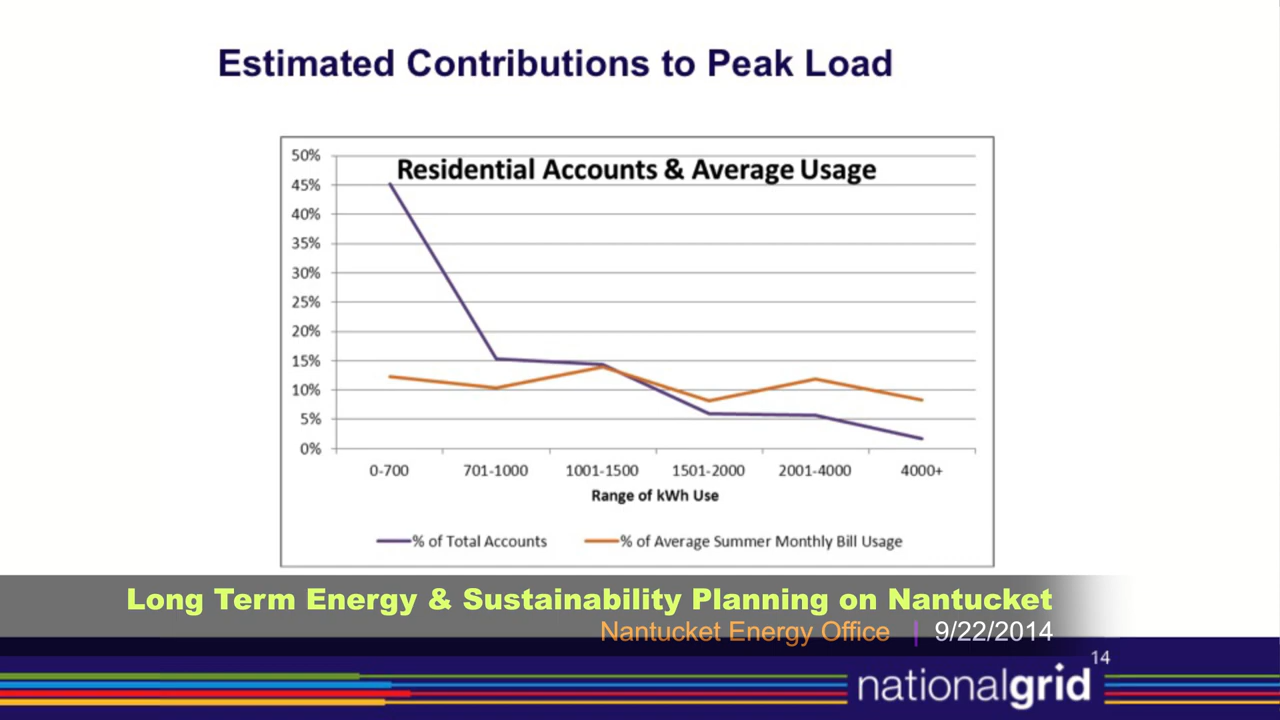 Estimated Contributions to Peak Load
Residential Accounts & Average Usage
50%
45%
40%
35%
30%
25%
20%
15%
10%
5%
0%
0-700 701-1000 1001-1500 1501-2000 2001-4000 4000+
Range of kWh Use
% of Total Accounts % of Average Summer Monthly Bill Usage
Long Term Energy & Sustainability Planning on Nantucket
Nantucket Energy Office | 9/22/2014
14
nationalgrid